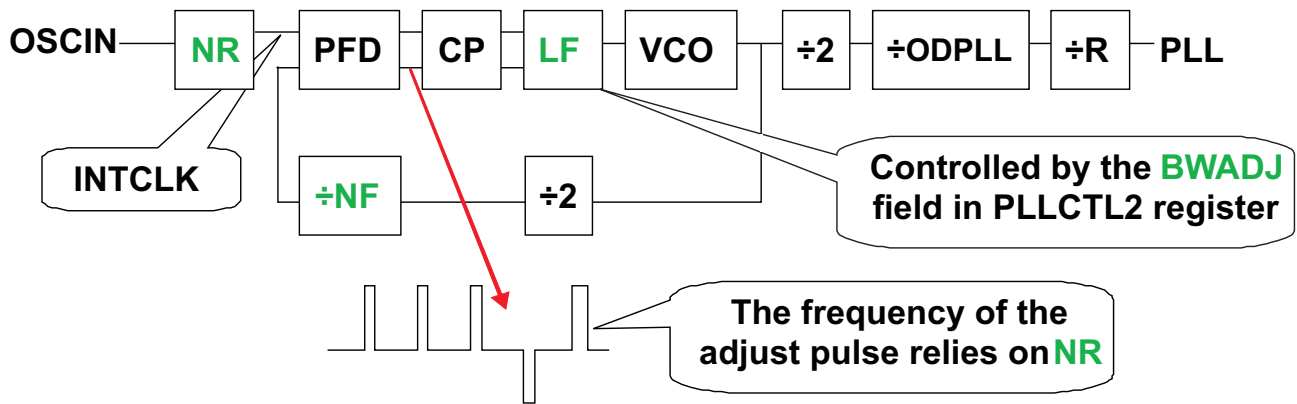 OSCIN NR PFD CP LF VCO ÷2 ÷ODPLL ÷R PLL
INTCLK
÷NF ÷2
Controlled by the BWADJ
field in PLLCTL2 register
The frequency of the
adjust pulse relies on NR